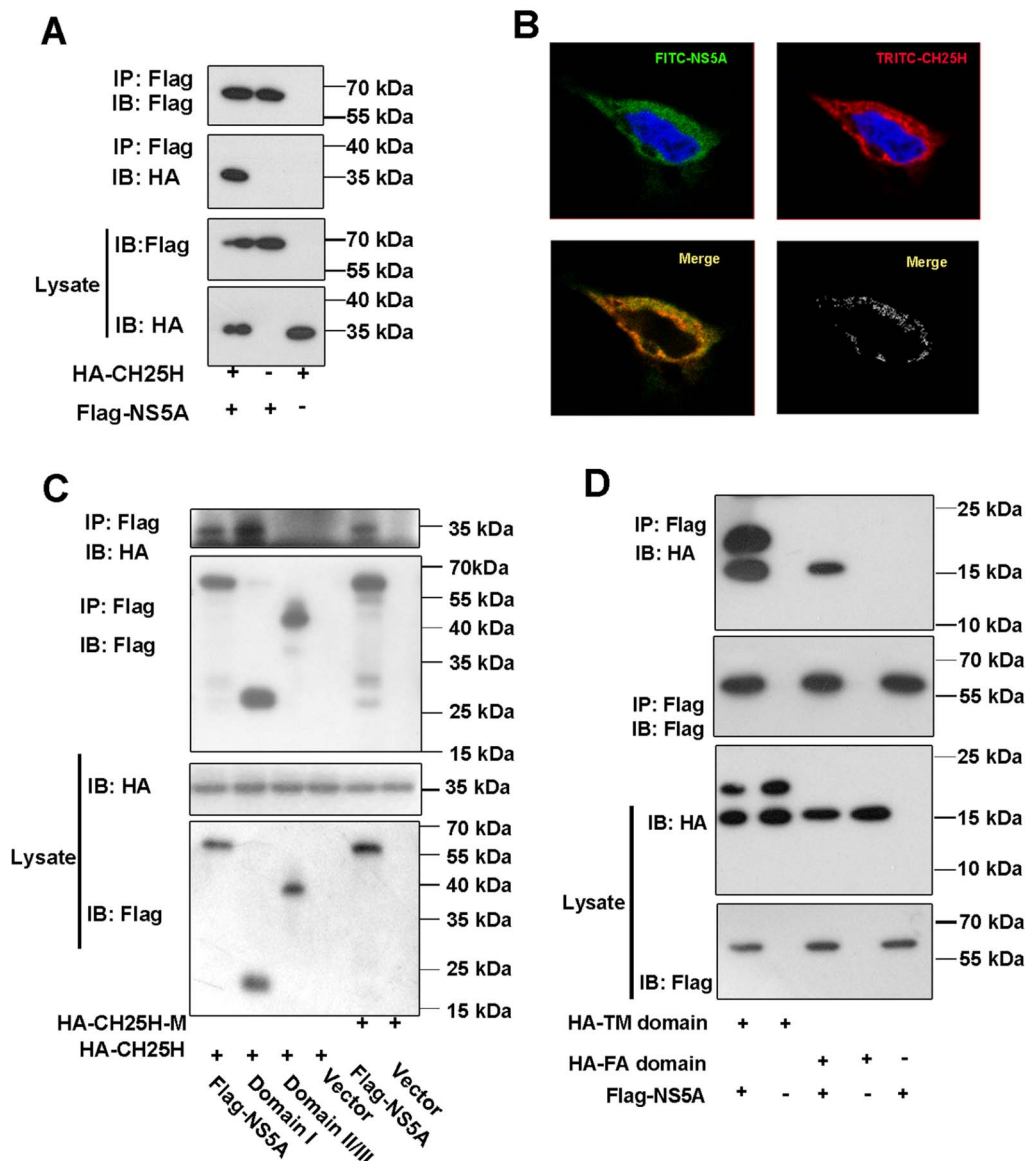 A
IP: Flag
IB: Flag
70 kDa
55 kDa
IP: Flag
IB: HA
40 kDa
35 kDa
Lysate
IB:Flag
70 kDa
55 kDa
IB: HA
40 kDa
35 kDa
HA-CH25H + - +
Flag-NS5A + + -
B
FITC-NS5A
TRITC-CH25H
Merge
Merge
C
IP: Flag
IB: HA
35 kDa
IP: Flag
IB: Flag
70kDa
55 kDa
40 kDa
35 kDa
25 kDa
15 kDa
Lysate
IB: HA
35 kDa
IB: Flag
70 kDa
55 kDa
40 kDa
35 kDa
25 kDa
15 kDa
HA-CH25H-M + +
HA-CH25H + + + +
Flag-NS5A
Domain I
Domain II/III
Vector
Flag-NS5A
Vector
D
IP: Flag
IB: HA
25 kDa
15 kDa
10 kDa
IP: Flag
IB: Flag
70 kDa
55 kDa
Lysate
IB: HA
25 kDa
15 kDa
10 kDa
IB: Flag
70 kDa
55 kDa
HA-TM domain + +
HA-FA domain + + -
Flag-NS5A + - + - +